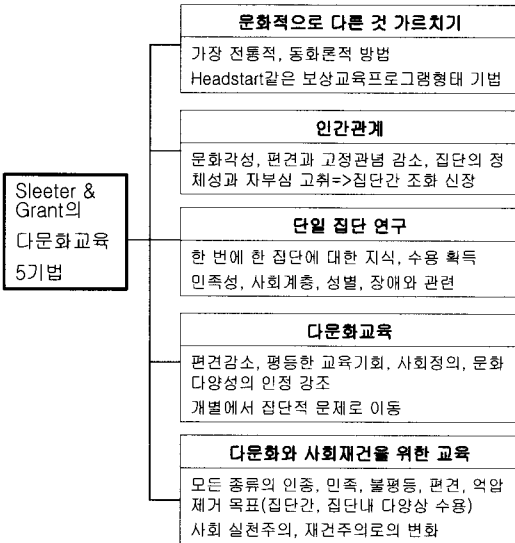 문화적으로 다른 것 가르치기
가장 전통적, 동화론적 방법
Headstart같은 보상교육프로그램형태 기법
인간관계
문화각성, 편견과 고정관념 감소, 집단의 정
체성과 자부심 고취=>집단간 조화 신장
Sleeter &
Grant의
다문화교육
5기법
단일 집단 연구
한 번에 한 집단에 대한 지식, 수용 획득
민족성, 사회계층, 성별, 장애와 관련
다문화교육
편견감소, 평등한 교육기회, 사회정의, 문화
다양성의 인정 강조
개별에서 집단적 문제로 이동
다문화와 사회재건을 위한 교육
모든 종류의 인종, 민족, 불평등, 편견, 억압
제거 목표(집단간, 집단내 다양상 수용)
사회 실천주의, 재건주의로의 변화